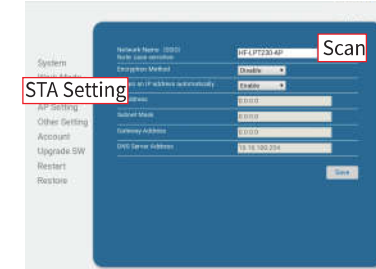 Network Name (SSID)
Note: case sensitive
HF-LPT230-AP
Scan
System
Encryption Method
Disable
STA Setting
IP address automatically
Enable
AP Setting
0.0.0.0
Other Setting
Subnet Mask
0.0.0.0
Account
Gateway Address
0.0.0.0
Upgrade SW
DNS Server Address
10.10.100.254
Restart
Save
Restore